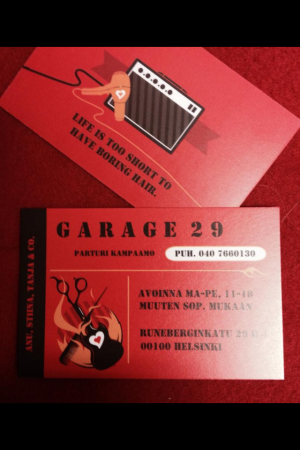 LIFE IS TOO SHORT TO
HAVE BORING HAIR.
GARAGE 29
PARTURI KAMPAAMO
PUH. 040 7660130
AVOINNA MA-PE. 11-18
MUUTEN SOP. MUKAAN
RUNEBERGINKATU 29
00100 HELSINKI
ANU, STIINA, TANJA & CO.